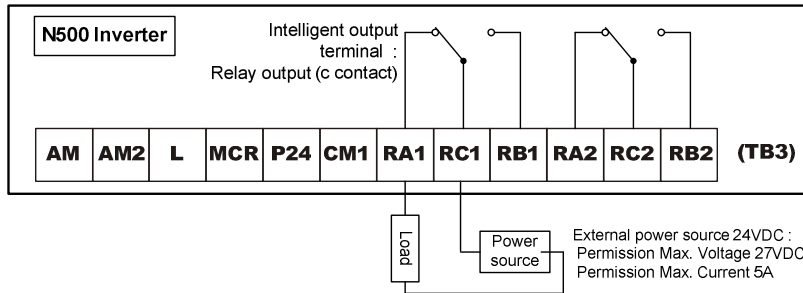 N500 Inverter
Intelligent output
terminal :
Relay output (c contact)
AM AM2 L MCR P24 CM1 RA1 RC1 RB1 RA2 RC2 RB2 (TB3)
Load
Power
source
External power source 24VDC :
Permission Max. Voltage 27VDC
Permission Max. Current 5A